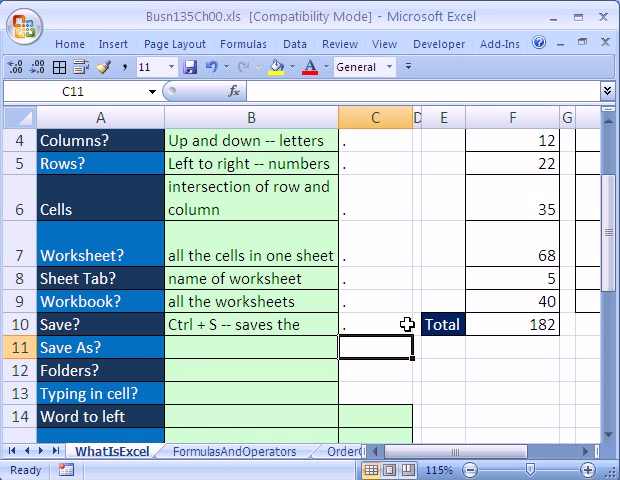 Busn135Ch00.xls [Compatibility Mode] - Microsoft Excel
Home Insert Page Layout Formulas Data Review View Developer Add-Ins
11 General
C11 fx
A B C D E F G
4 Columns? Up and down -- letters . 12
5 Rows? Left to right -- numbers . 22
intersection of row and
6 Cells column . 35
7 Worksheet? all the cells in one sheet . 68
8 Sheet Tab? name of worksheet . 5
9 Workbook? all the worksheets . 40
10 Save? Ctrl + S -- saves the . Total 182
11 Save As?
12 Folders?
13 Typing in cell?
14 Word to left
WhatIsExcel FormulasAndOperators Order
Ready 115%